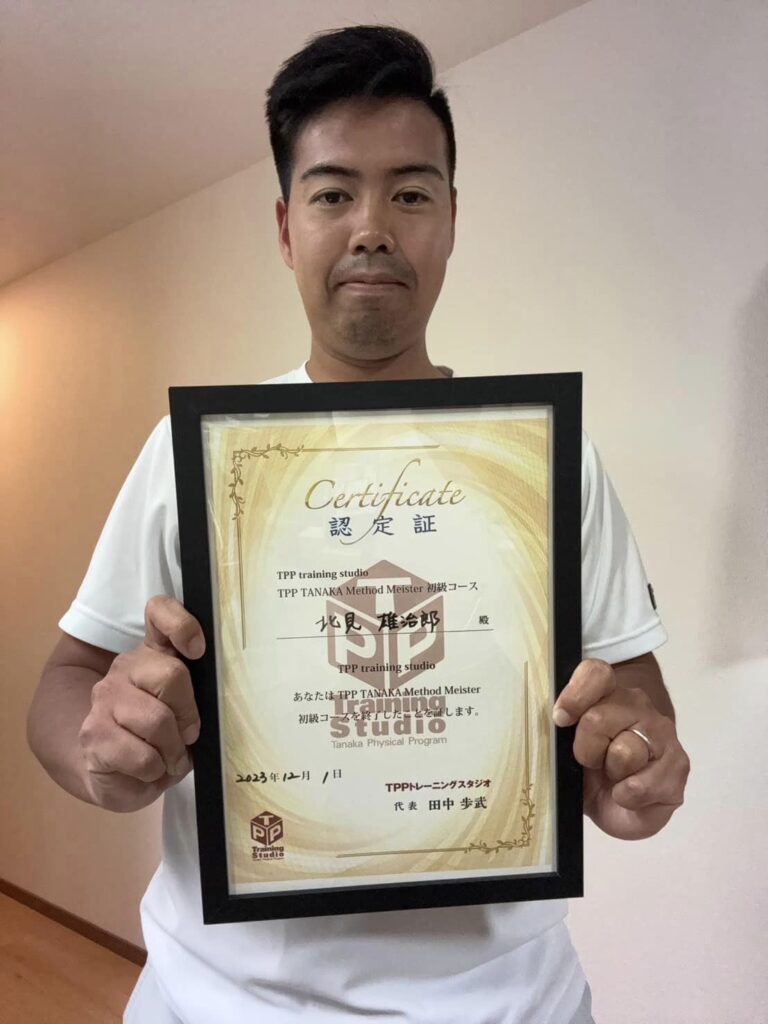 Certificate
認定証
TPP training studio
TPP TANAKA Method Meister 初級コース
北見 雄治郎 殿
TPP training studio
あなたは TPP TANAKA Method Meister
初級コースを終了したことを証します。
TPP
Training
Studio
Tanaka Physical Program
2023年12月1日
TPPトレーニングスタジオ
代表 田中 歩武
TPP
Training
Studio